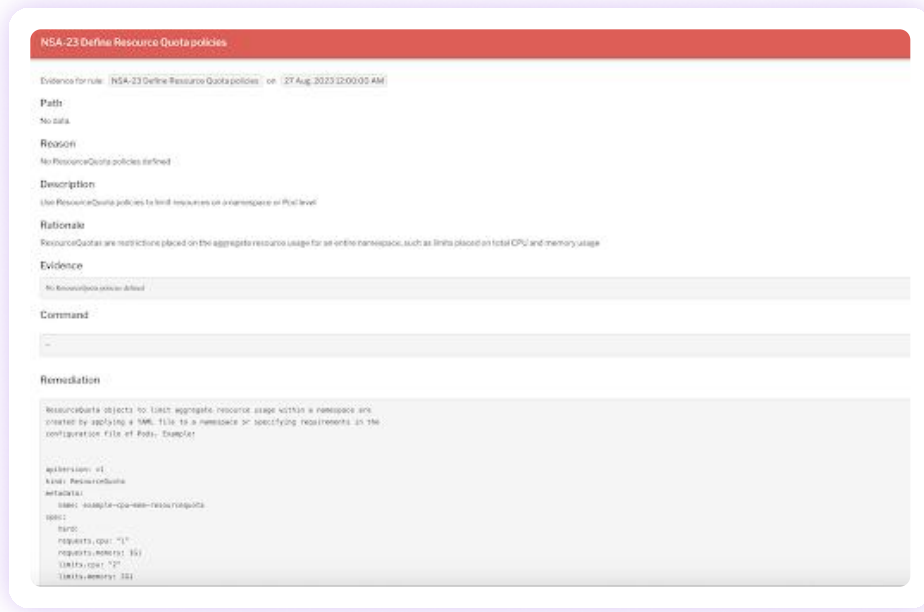 NSA-23 Define Resource Quota policies
Evidence for rule NSA-23 Define Resource Quota policies on 27 Aug, 2023 12:00:00 AM
Path
No data
Reason
No ResourceQuota policies defined
Description
Use ResourceQuota policies to limit resources on a namespace or Pod level
Rationale
ResourceQuotas are restrictions placed on the aggregate resource usage for an entire namespace, such as limits placed on total CPU and memory usage
Evidence
No ResourceQuota policies defined
Command
--
Remediation
ResourceQuota objects to limit aggregate resource usage within a namespace are
created by applying a YAML file to a namespace or specifying requirements in the
configuration file of Pods. Example:
apiVersion: v1
kind: ResourceQuota
metadata:
name: example-cpu-mem-resourcequota
spec:
hard:
requests.cpu: "1"
requests.memory: 1Gi
limits.cpu: "2"
limits.memory: